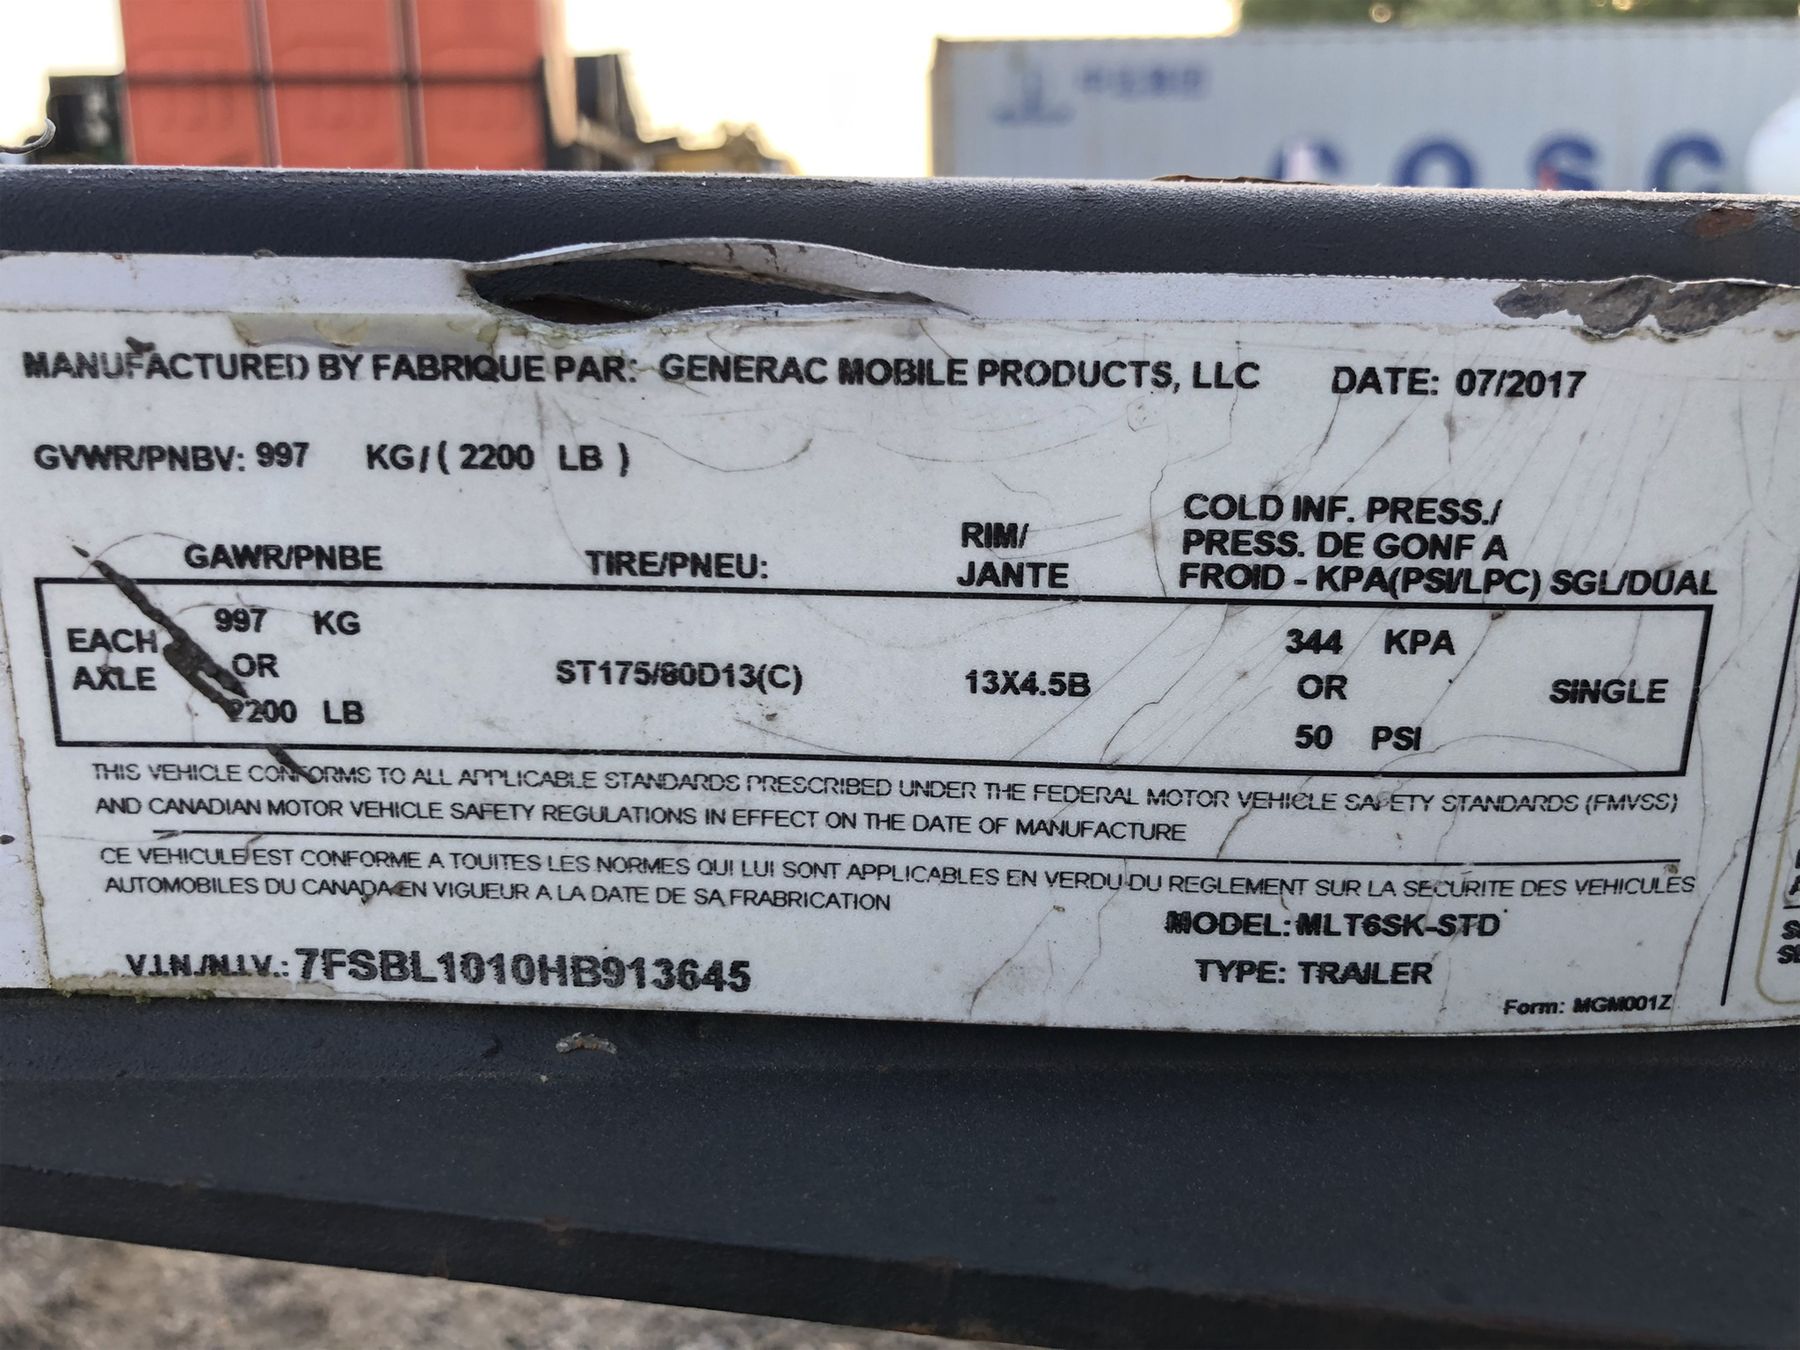 COSC
MANUFACTURED BY FABRIQUE PAR: GENERAC MOBILE PRODUCTS, LLC DATE: 07/2017
GVWR/PNBV: 997 KG/( 2200 LB )
GAWR/PNBE TIRE/PNEU: RIM/ JANTE COLD INF. PRESS./
PRESS. DE GONF A
FROID - KPA(PSI/LPC) SGL/DUAL
EACH AXLE 997 KG OR 2200 LB ST175/80D13(C) 13X4.5B 344 KPA OR 50 PSI SINGLE
THIS VEHICLE CONFORMS TO ALL APPLICABLE STANDARDS PRESCRIBED UNDER THE FEDERAL MOTOR VEHICLE SAFETY STANDARDS (FMVSS)
AND CANADIAN MOTOR VEHICLE SAFETY REGULATIONS IN EFFECT ON THE DATE OF MANUFACTURE
CE VEHICULE EST CONFORME A TOUITES LES NORMES QUI LUI SONT APPLICABLES EN VERDU DU REGLEMENT SUR LA SECURITE DES VEHICULES
AUTOMOBILES DU CANADA EN VIGUEUR A LA DATE DE SA FRABRICATION
MODEL: MLT6SK-STD
V.I.N./N.I.V.: 7FSBL1010HB913645 TYPE: TRAILER
Form: MGM001Z